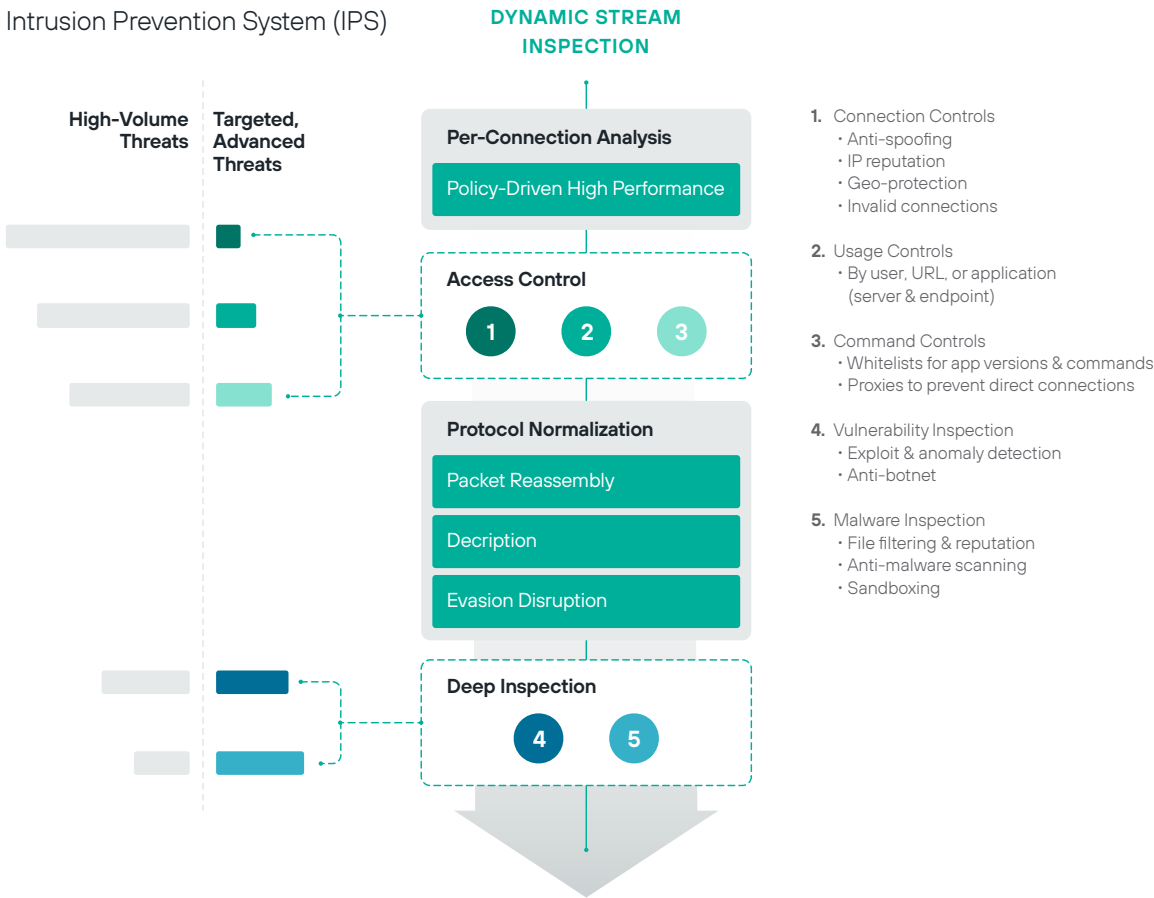 Intrusion Prevention System (IPS)
DYNAMIC STREAM
INSPECTION
High-Volume
Threats
Targeted,
Advanced
Threats
Per-Connection Analysis
Policy-Driven High Performance
Access Control
1
2
3
Protocol Normalization
Packet Reassembly
Decription
Evasion Disruption
Deep Inspection
4
5
1. Connection Controls
· Anti-spoofing
· IP reputation
· Geo-protection
· Invalid connections
2. Usage Controls
· By user, URL, or application
(server & endpoint)
3. Command Controls
· Whitelists for app versions & commands
· Proxies to prevent direct connections
4. Vulnerability Inspection
· Exploit & anomaly detection
· Anti-botnet
5. Malware Inspection
· File filtering & reputation
· Anti-malware scanning
· Sandboxing